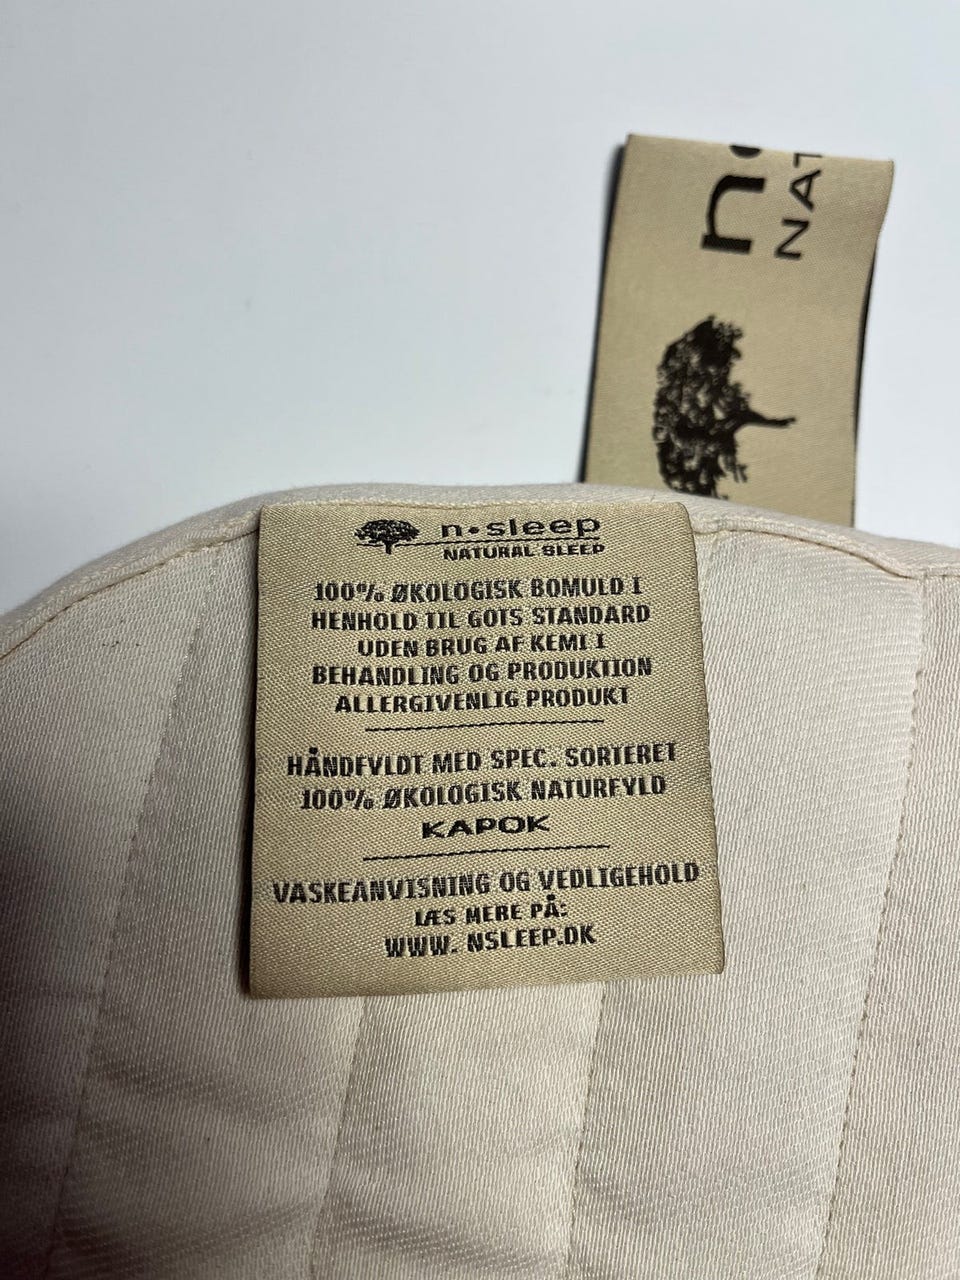 n
NAT
n•sleep
NATURAL SLEEP
100% ØKOLOGISK BOMULD I
HENHOLD TIL GOTS STANDARD
UDEN BRUG AF KEMI I
BEHANDLING OG PRODUKTION
ALLERGIVENLIG PRODUKT
HÅNDFYLDT MED SPEC. SORTERET
100% ØKOLOGISK NATURFYLD
KAPOK
VASKEANVISNING OG VEDLIGEHOLD
LÆS MERE PÅ:
WWW. NSLEEP.DK